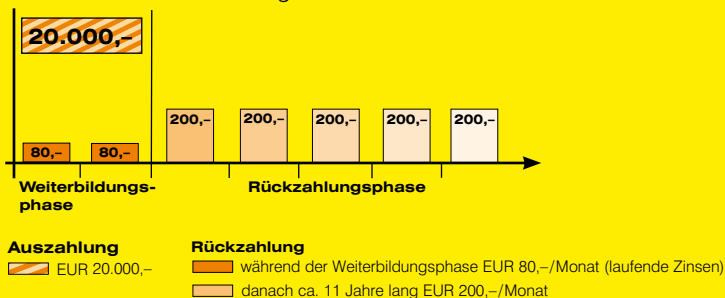 20.000,–
200,– 200,– 200,– 200,– 200,–
80,– 80,–
Weiterbildungs- Rückzahlungsphase
phase
Auszahlung Rückzahlung
EUR 20.000,– während der Weiterbildungsphase EUR 80,–/Monat (laufende Zinsen)
danach ca. 11 Jahre lang EUR 200,–/Monat